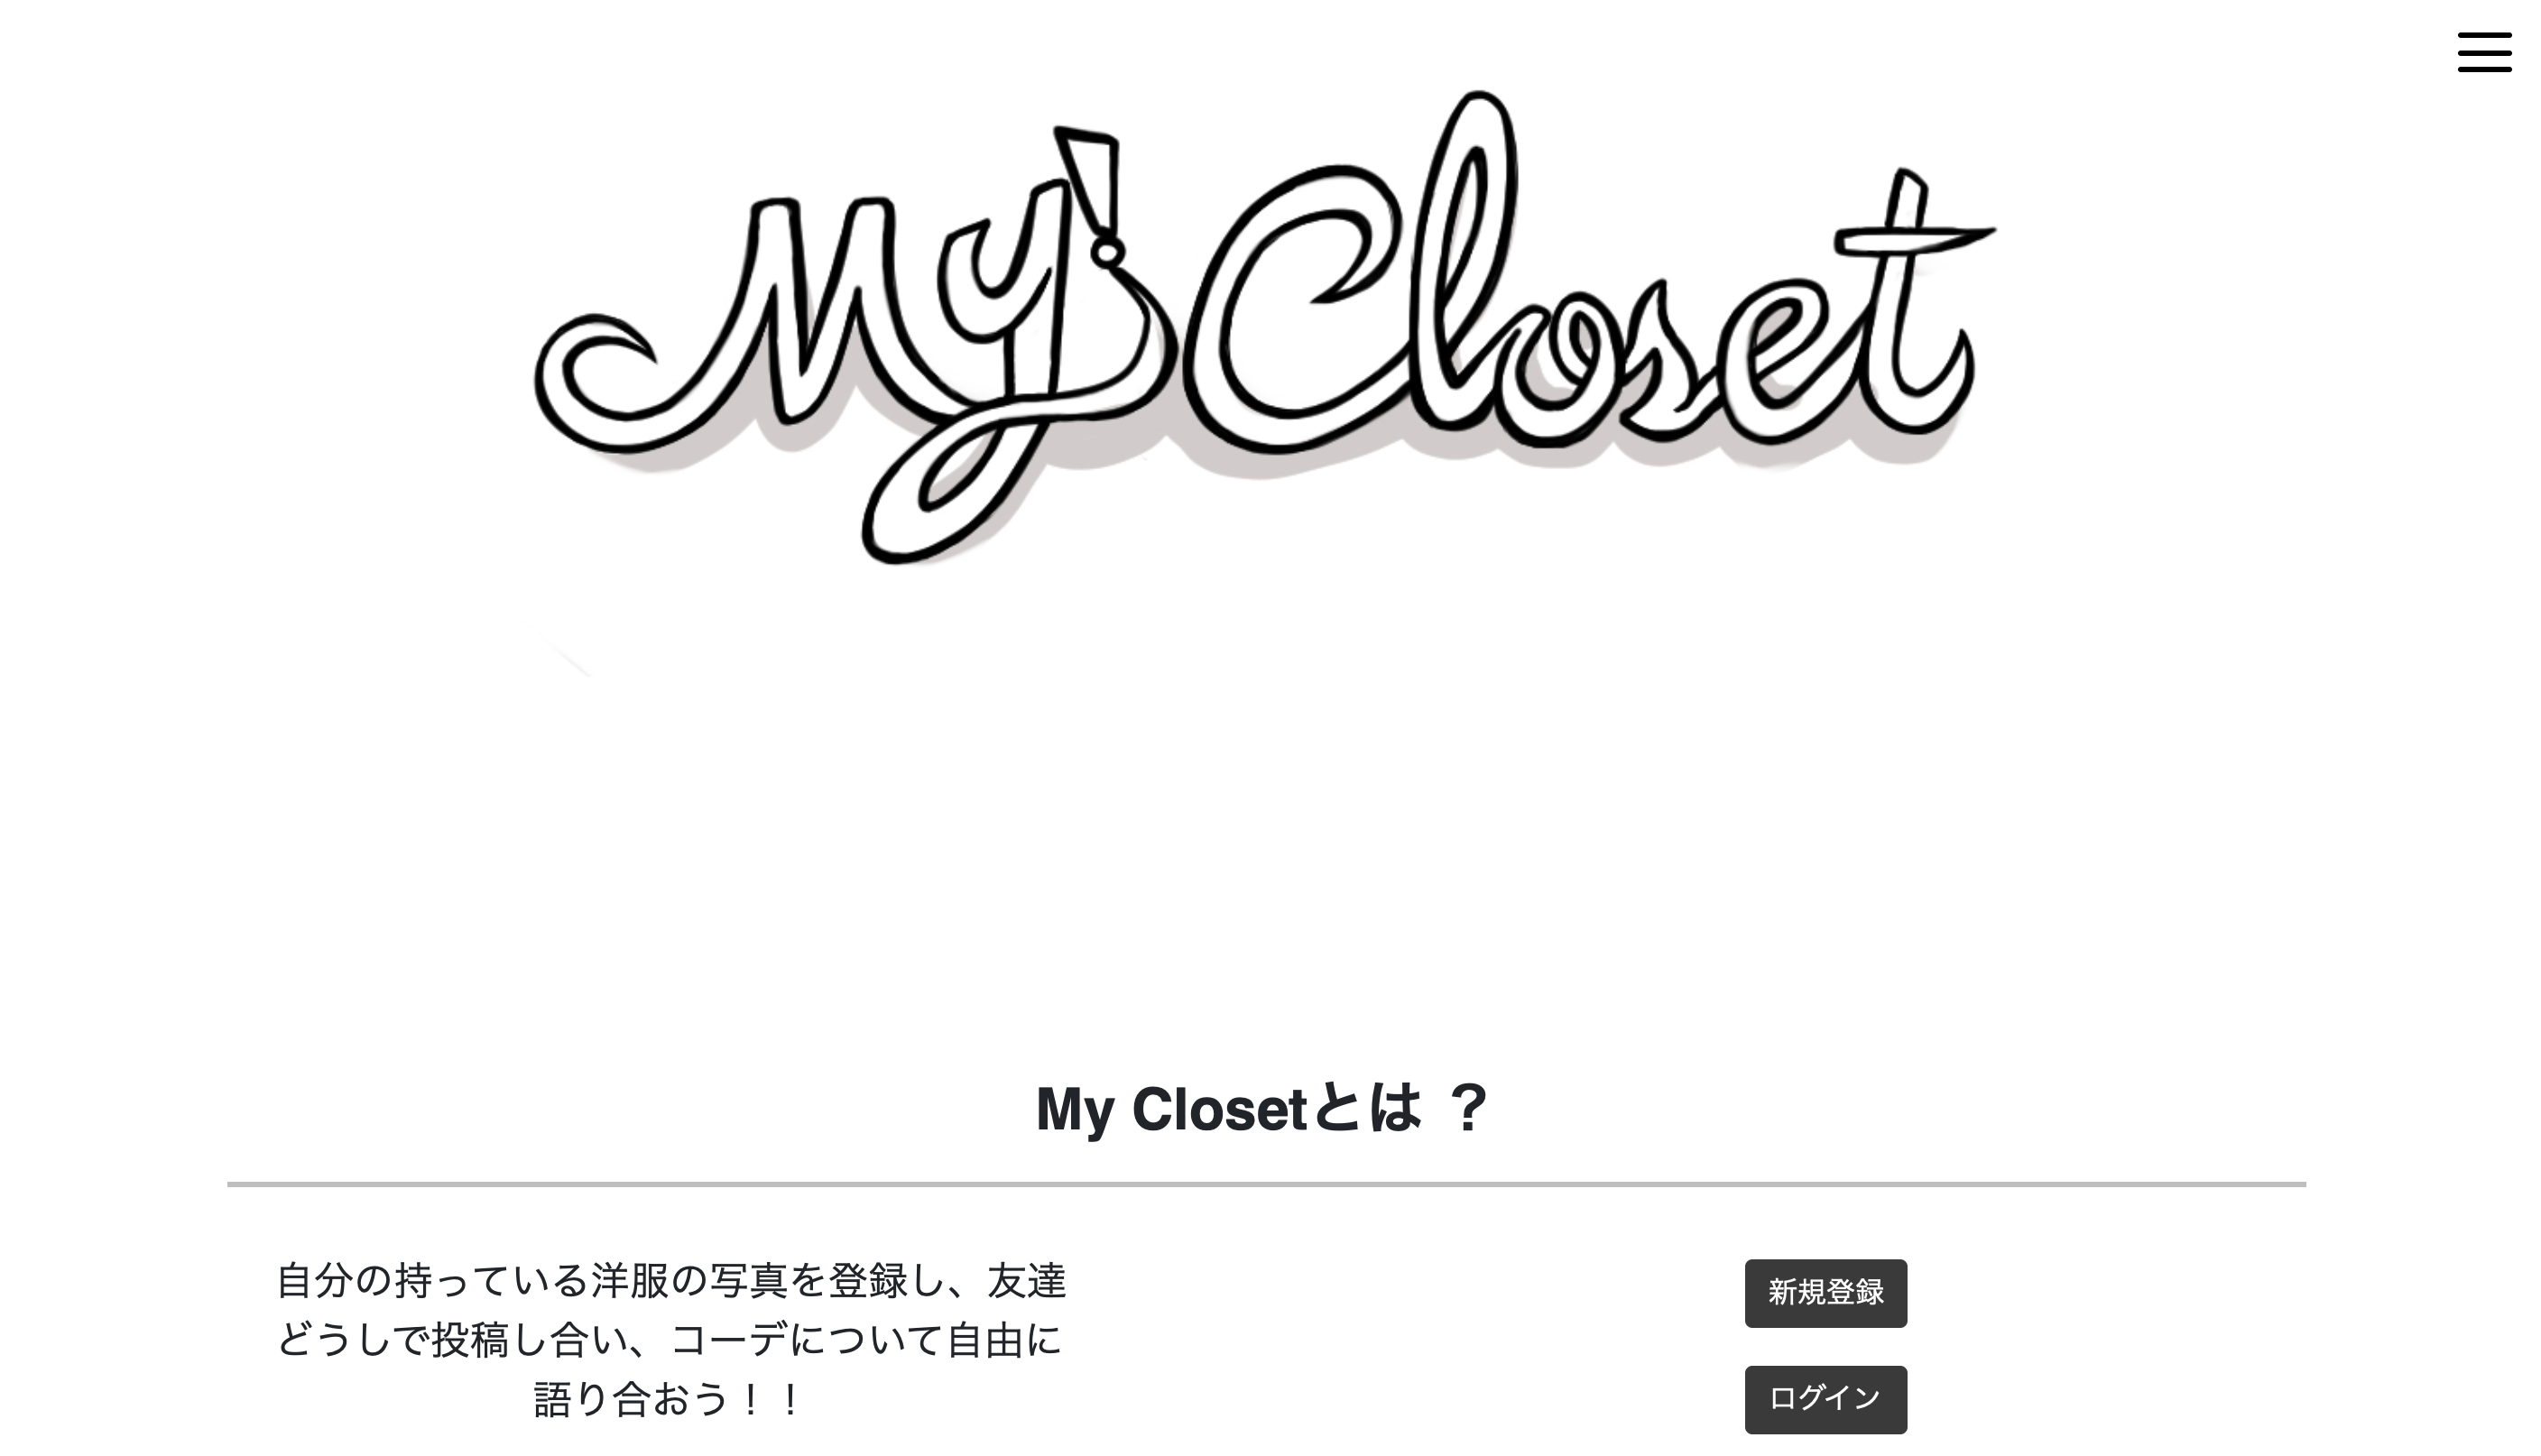 My Closet
My Closetとは ？
自分の持っている洋服の写真を登録し、友達
どうしで投稿し合い、コーデについて自由に
語り合おう！！
新規登録
ログイン